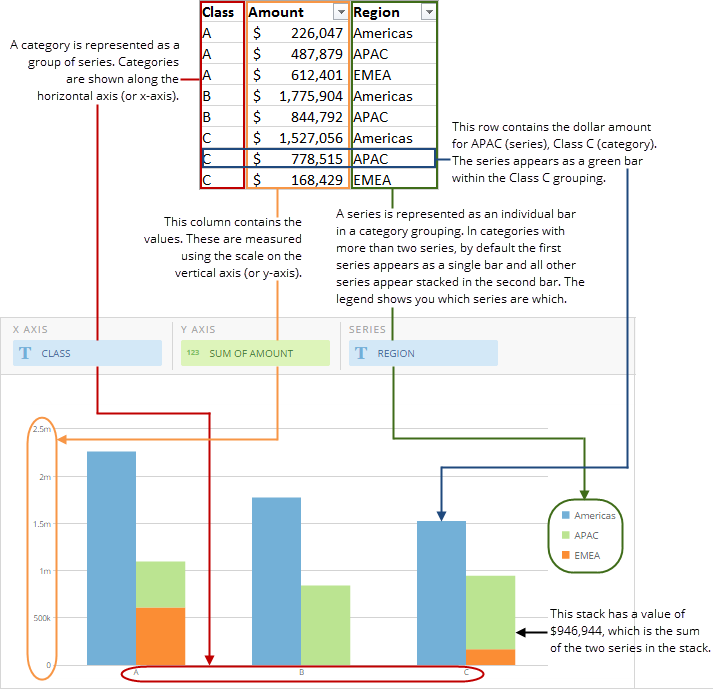 Class Amount Region
A $ 226,047 Americas
A $ 487,879 APAC
A $ 612,401 EMEA
B $ 1,775,904 Americas
B $ 844,792 APAC
C $ 1,527,056 Americas
C $ 778,515 APAC
C $ 168,429 EMEA
A category is represented as a
group of series. Categories
are shown along the
horizontal axis (or x-axis).
This row contains the dollar amount
for APAC (series), Class C (category).
The series appears as a green bar
within the Class C grouping.
This column contains the
values. These are measured
using the scale on the
vertical axis (or y-axis).
A series is represented as an individual bar
in a category grouping. In categories with
more than two series, by default the first
series appears as a single bar and all other
series appear stacked in the second bar. The
legend shows you which series are which.
X AXIS Y AXIS SERIES
T CLASS 123 SUM OF AMOUNT T REGION
2.5m
2m
1.5m
1m
500k
0
A B C
Americas
APAC
EMEA
This stack has a value of
$946,944, which is the sum
of the two series in the stack.